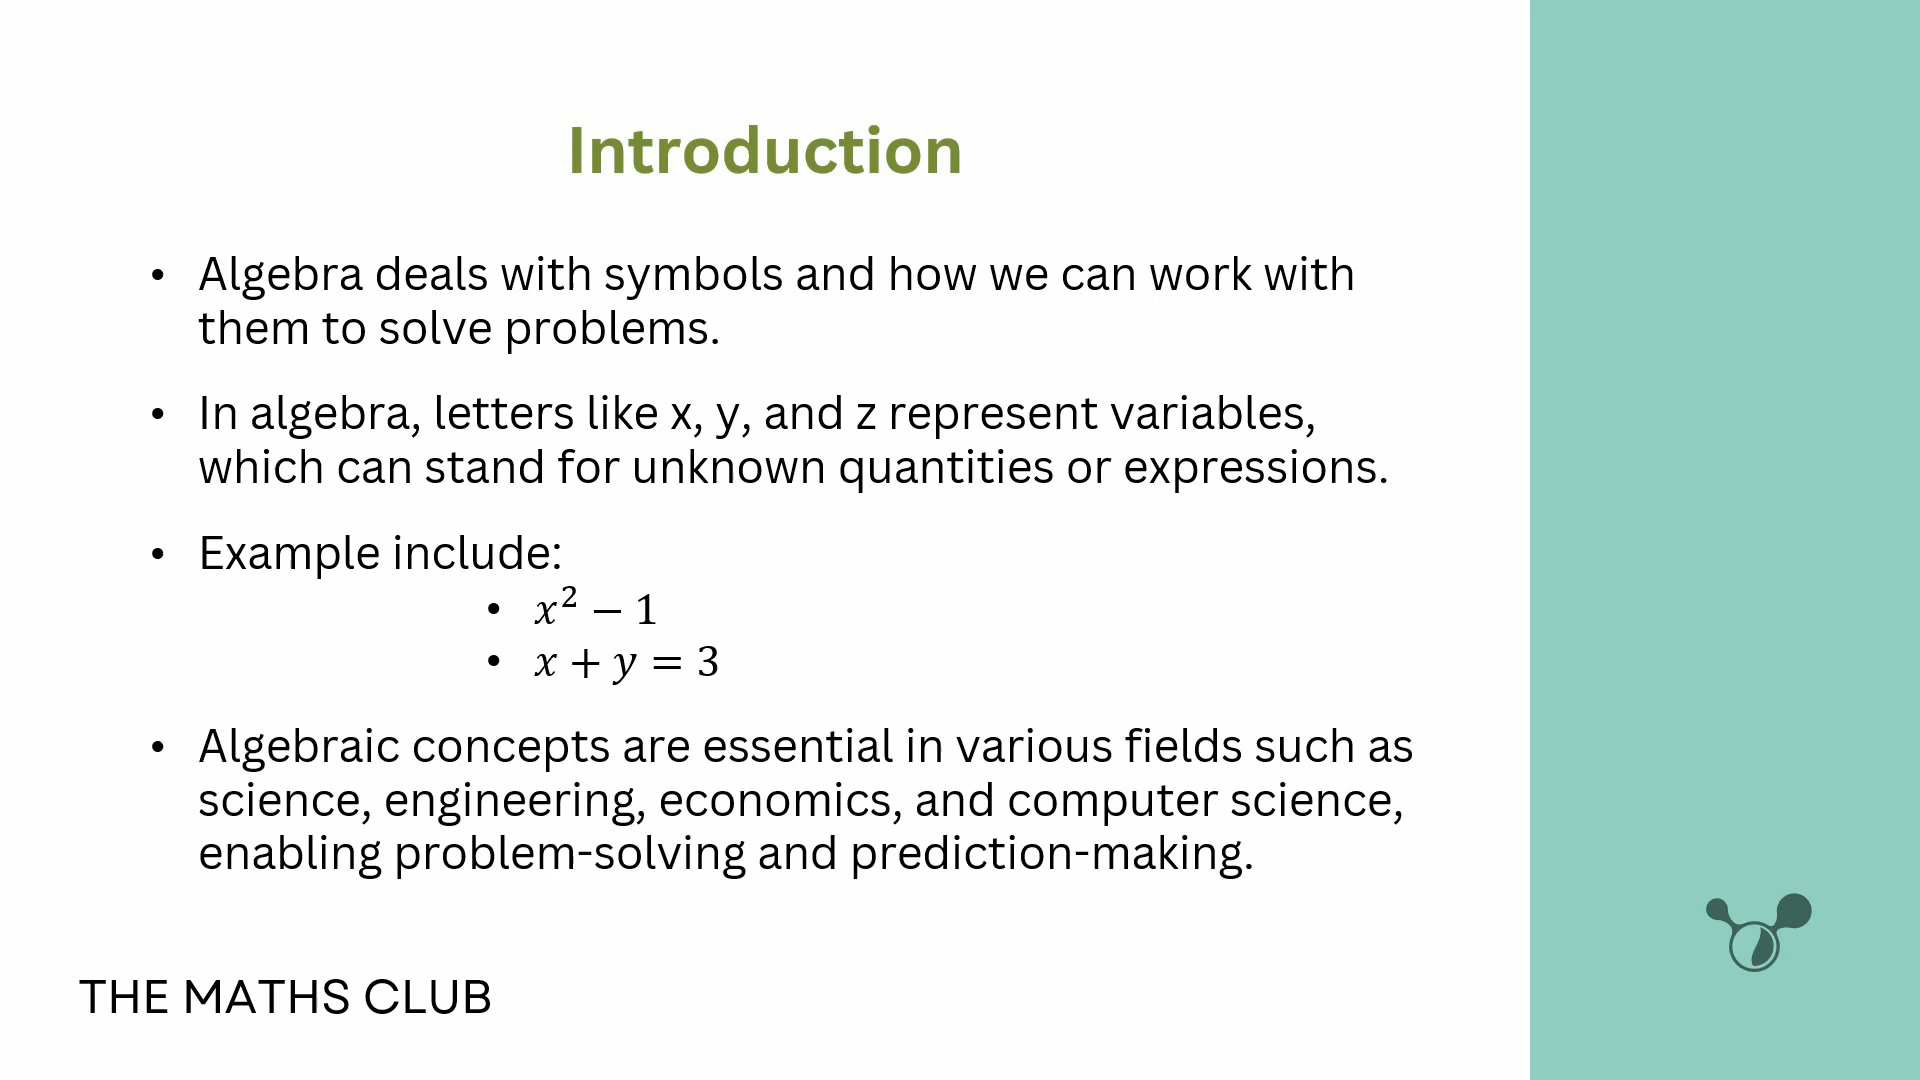 Introduction
• Algebra deals with symbols and how we can work with
them to solve problems.
• In algebra, letters like x, y, and z represent variables,
which can stand for unknown quantities or expressions.
• Example include:
• x² − 1
• x + y = 3
• Algebraic concepts are essential in various fields such as
science, engineering, economics, and computer science,
enabling problem-solving and prediction-making.
THE MATHS CLUB